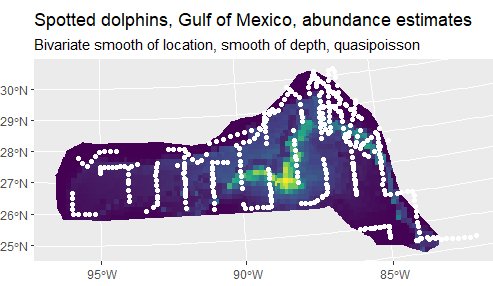 Spotted dolphins, Gulf of Mexico, abundance estimates
Bivariate smooth of location, smooth of depth, quasipoisson
30°N
29°N
28°N
27°N
26°N
25°N
95°W 90°W 85°W